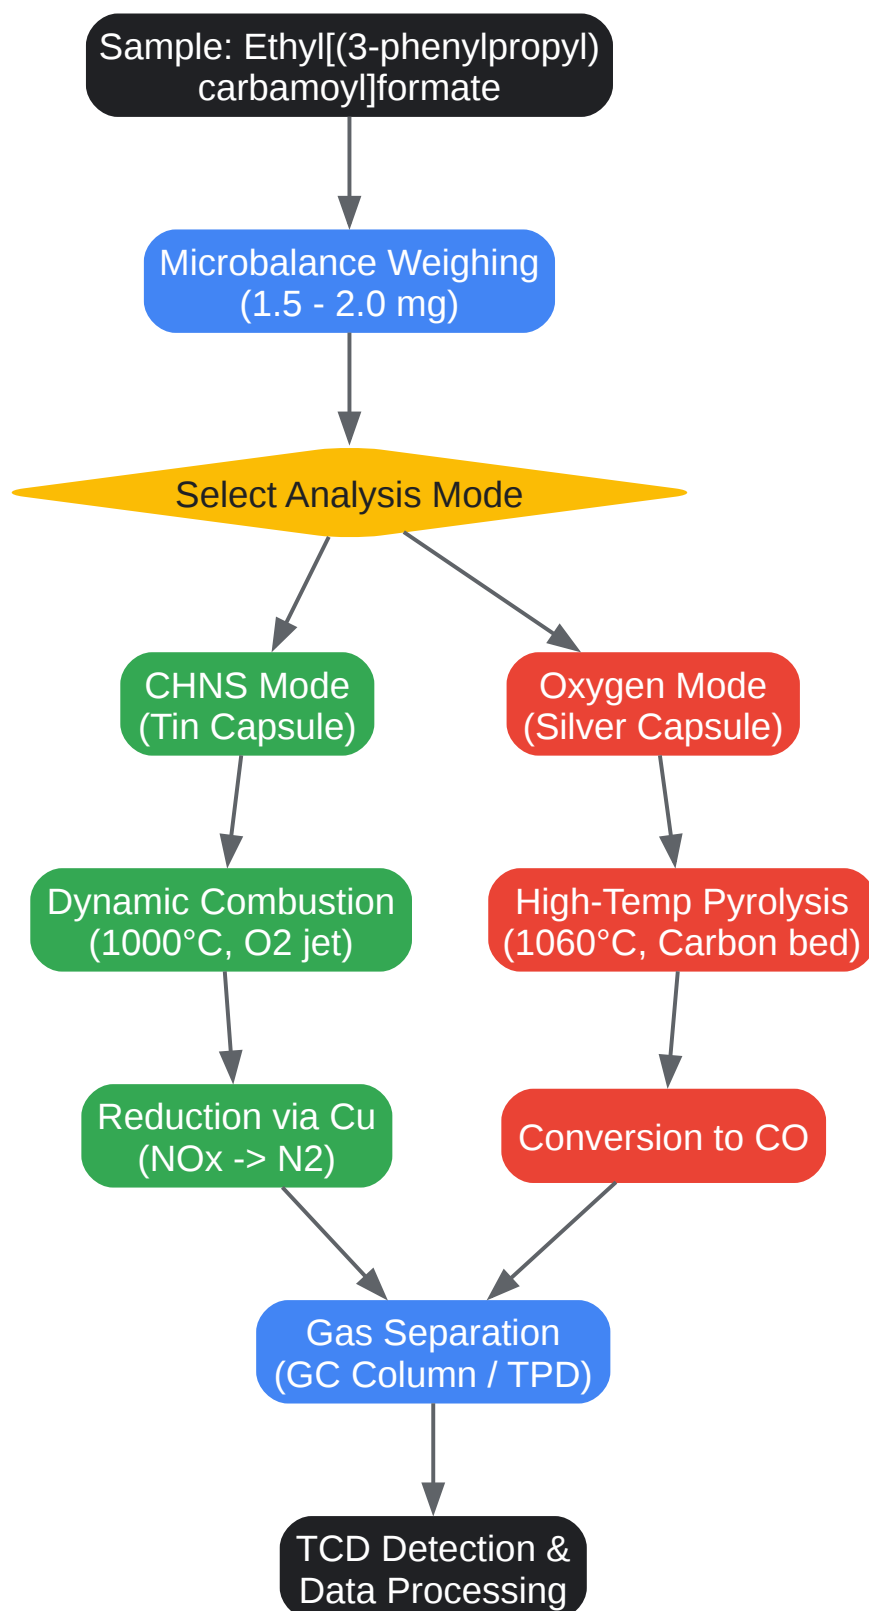 Sample: Ethyl[(3-phenylpropyl)
carbamoyl]formate
Microbalance Weighing
(1.5 - 2.0 mg)
Select Analysis Mode
CHNS Mode
(Tin Capsule)
Oxygen Mode
(Silver Capsule)
Dynamic Combustion
(1000°C, O2 jet)
High-Temp Pyrolysis
(1060°C, Carbon bed)
Reduction via Cu
(NOx -> N2)
Conversion to CO
Gas Separation
(GC Column / TPD)
TCD Detection &
Data Processing